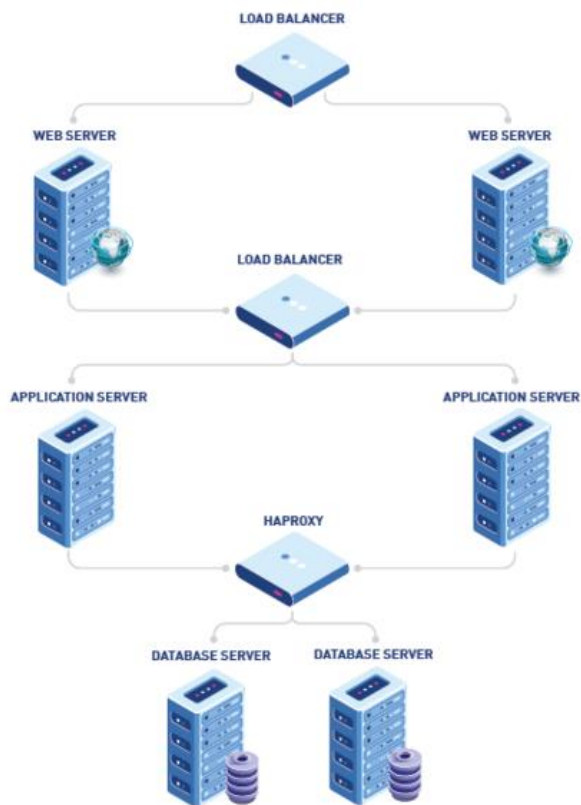 LOAD BALANCER
WEB SERVER
WEB SERVER
LOAD BALANCER
APPLICATION SERVER
APPLICATION SERVER
HAPROXY
DATABASE SERVER
DATABASE SERVER